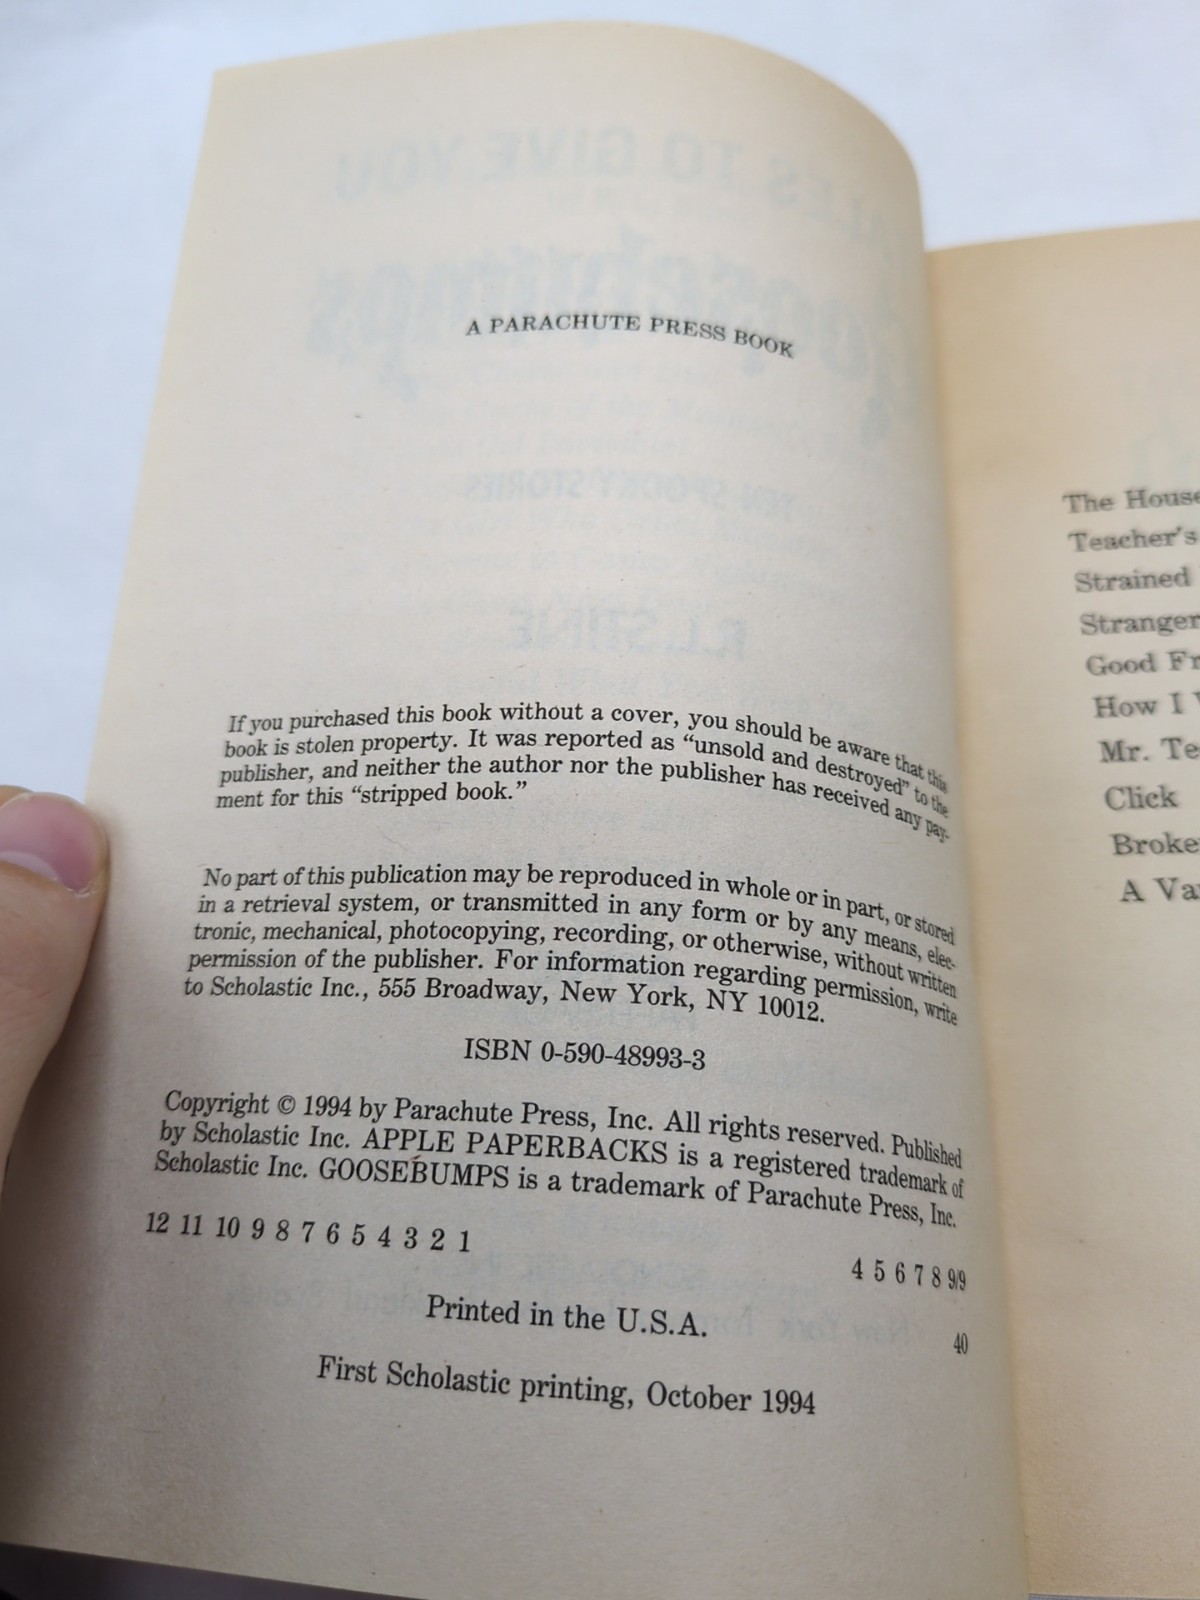 A PARACHUTE PRESS BOOK
If you purchased this book without a cover, you should be aware that this
book is stolen property. It was reported as “unsold and destroyed” to the
publisher, and neither the author nor the publisher has received any pay-
ment for this “stripped book.”
No part of this publication may be reproduced in whole or in part, or stored
in a retrieval system, or transmitted in any form or by any means, elec-
tronic, mechanical, photocopying, recording, or otherwise, without written
permission of the publisher. For information regarding permission, write
to Scholastic Inc., 555 Broadway, New York, NY 10012.
ISBN 0-590-48993-3
Copyright © 1994 by Parachute Press, Inc. All rights reserved. Published
by Scholastic Inc. APPLE PAPERBACKS is a registered trademark of
Scholastic Inc. GOOSEBUMPS is a trademark of Parachute Press, Inc.
12 11 10 9 8 7 6 5 4 3 2 1
4 5 6 7 8 9/9
Printed in the U.S.A.
40
First Scholastic printing, October 1994
The House
Teacher's
Strained
Stranger
Good Fr
How I
Mr. Te
Click
Broke
A Va